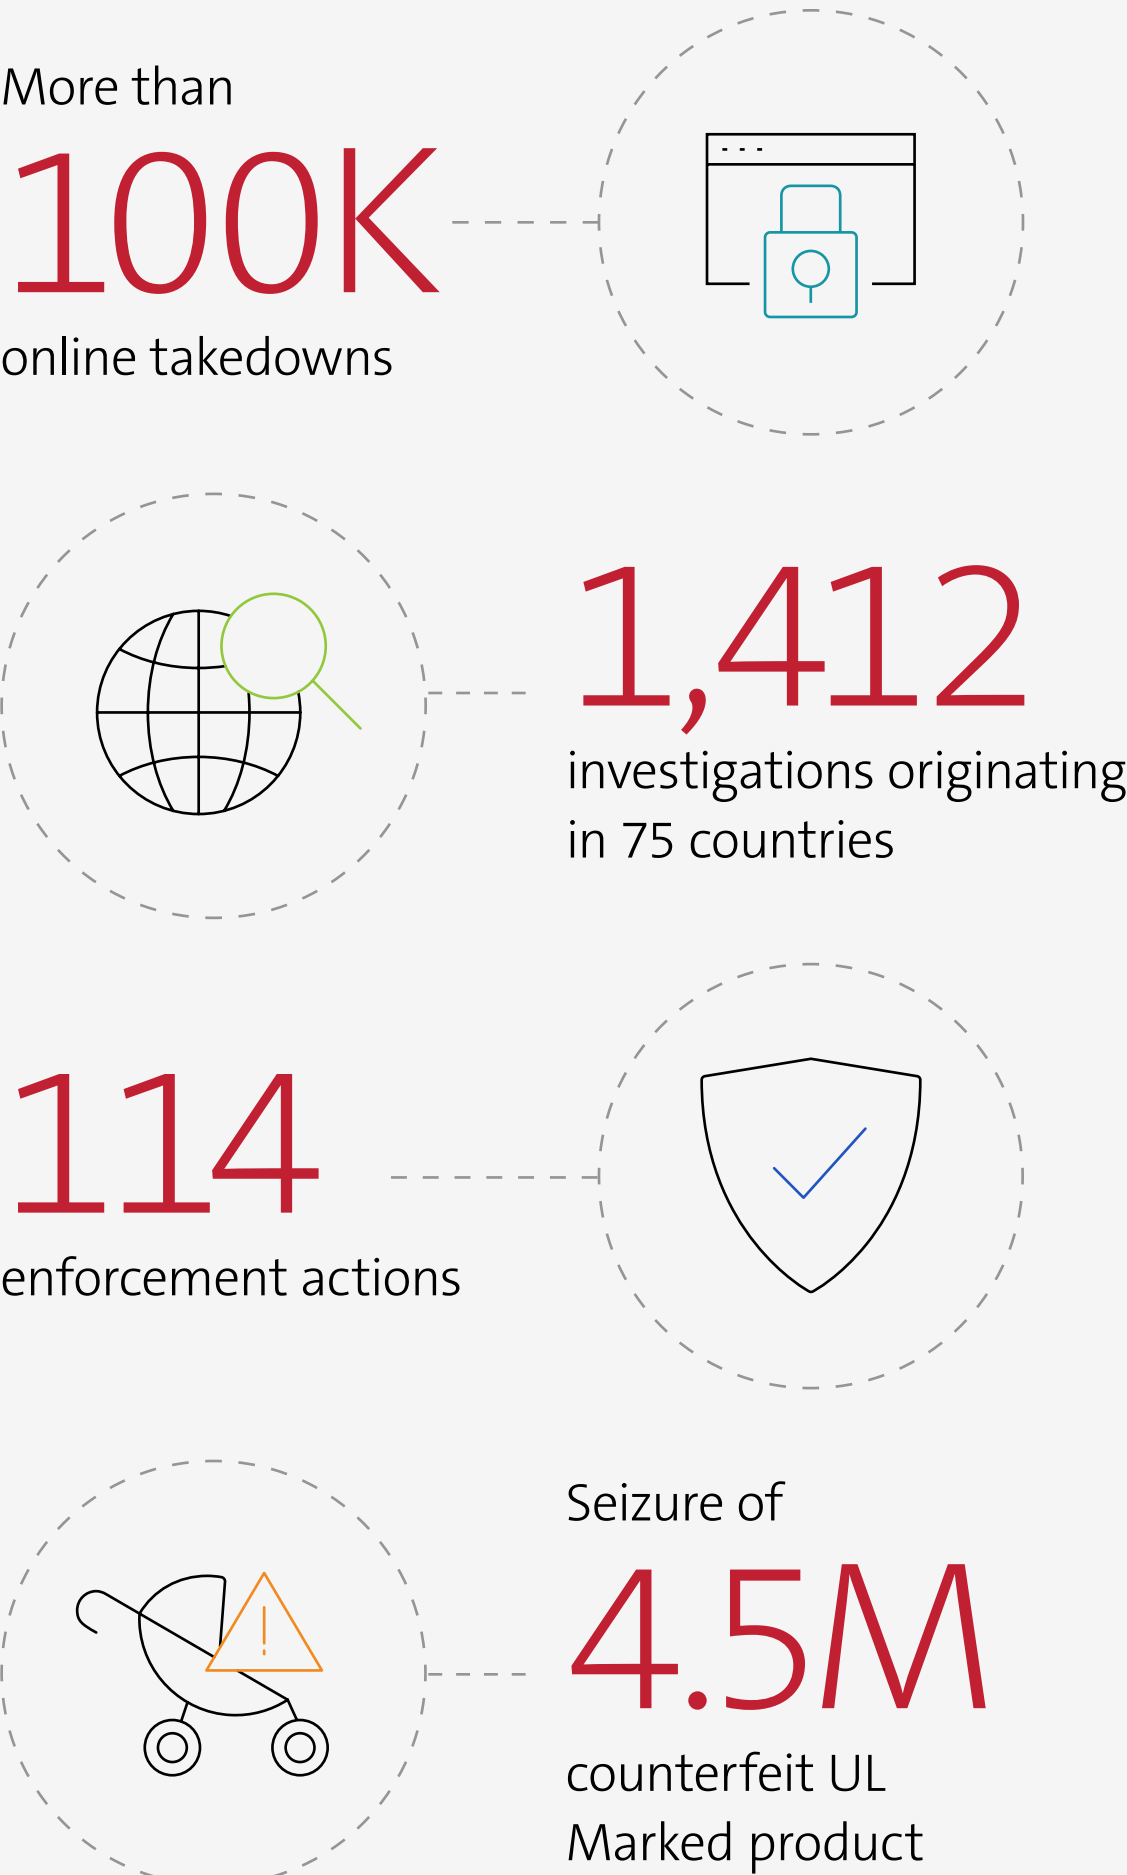 More than
100K
online takedowns
1,412
investigations originating
in 75 countries
114
enforcement actions
Seizure of
4.5M
counterfeit UL
Marked product